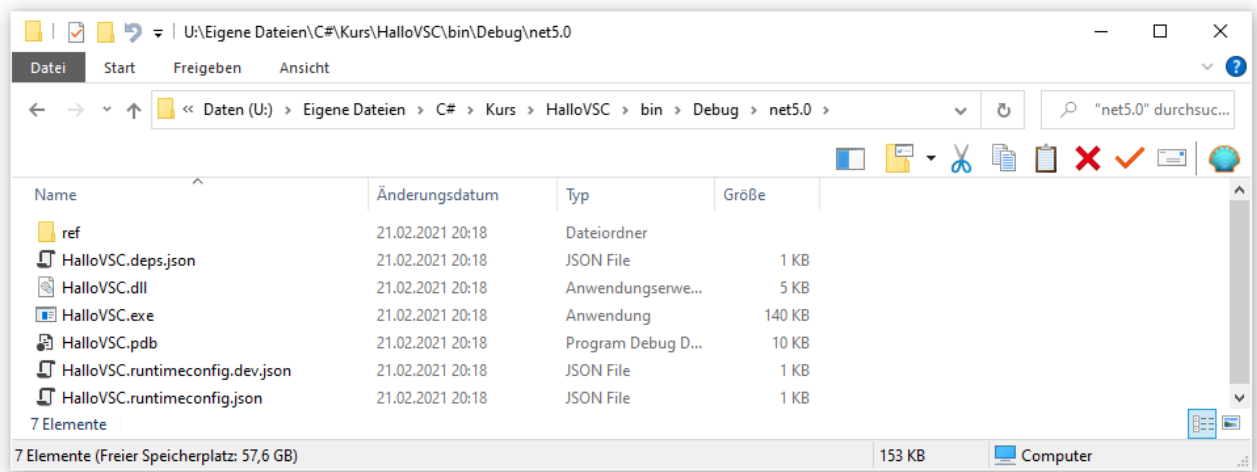 U:\Eigene Dateien\C#\Kurs\HalloVSC\bin\Debug\net5.0
Datei Start Freigeben Ansicht
« Daten (U:) > Eigene Dateien > C# > Kurs > HalloVSC > bin > Debug > net5.0 > "net5.0" durchsuc...
Name Änderungsdatum Typ Größe
ref 21.02.2021 20:18 Dateiordner
HalloVSC.deps.json 21.02.2021 20:18 JSON File 1 KB
HalloVSC.dll 21.02.2021 20:18 Anwendungserwe... 5 KB
HalloVSC.exe 21.02.2021 20:18 Anwendung 140 KB
HalloVSC.pdb 21.02.2021 20:18 Program Debug D... 10 KB
HalloVSC.runtimeconfig.dev.json 21.02.2021 20:18 JSON File 1 KB
HalloVSC.runtimeconfig.json 21.02.2021 20:18 JSON File 1 KB
7 Elemente
7 Elemente (Freier Speicherplatz: 57,6 GB) 153 KB Computer